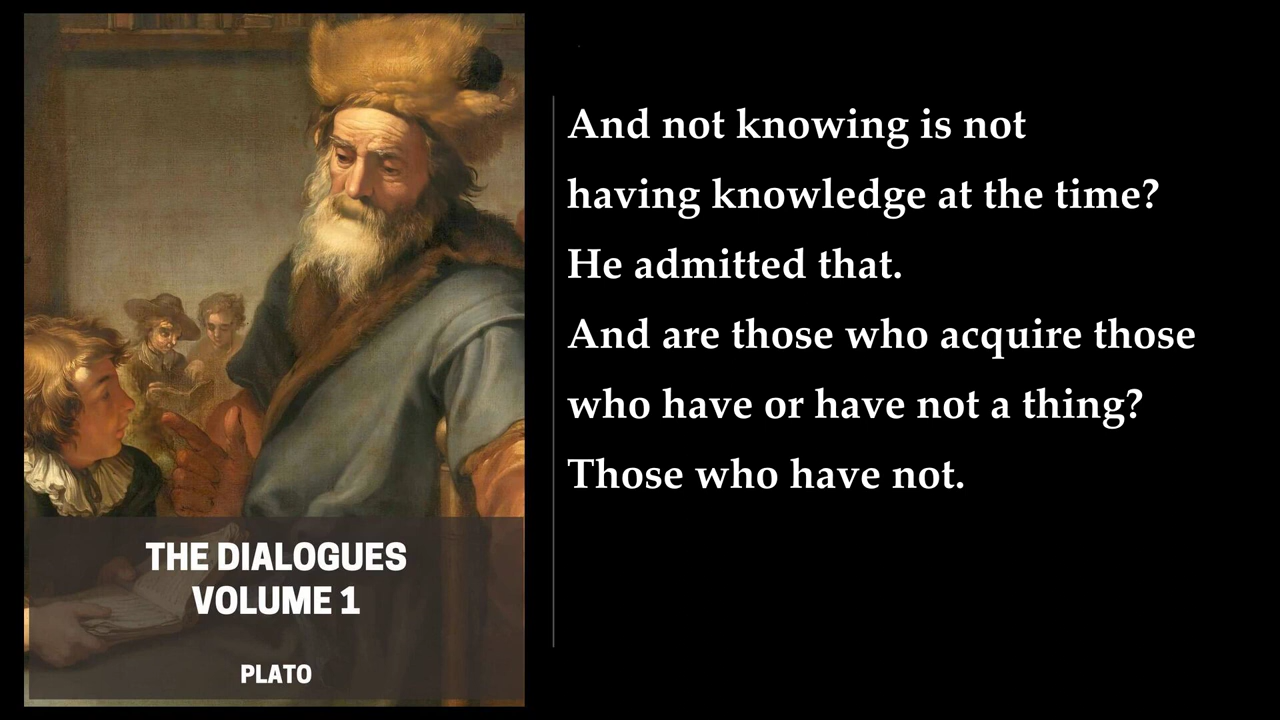 THE DIALOGUES
VOLUME 1
PLATO
And not knowing is not
having knowledge at the time?
He admitted that.
And are those who acquire those
who have or have not a thing?
Those who have not.